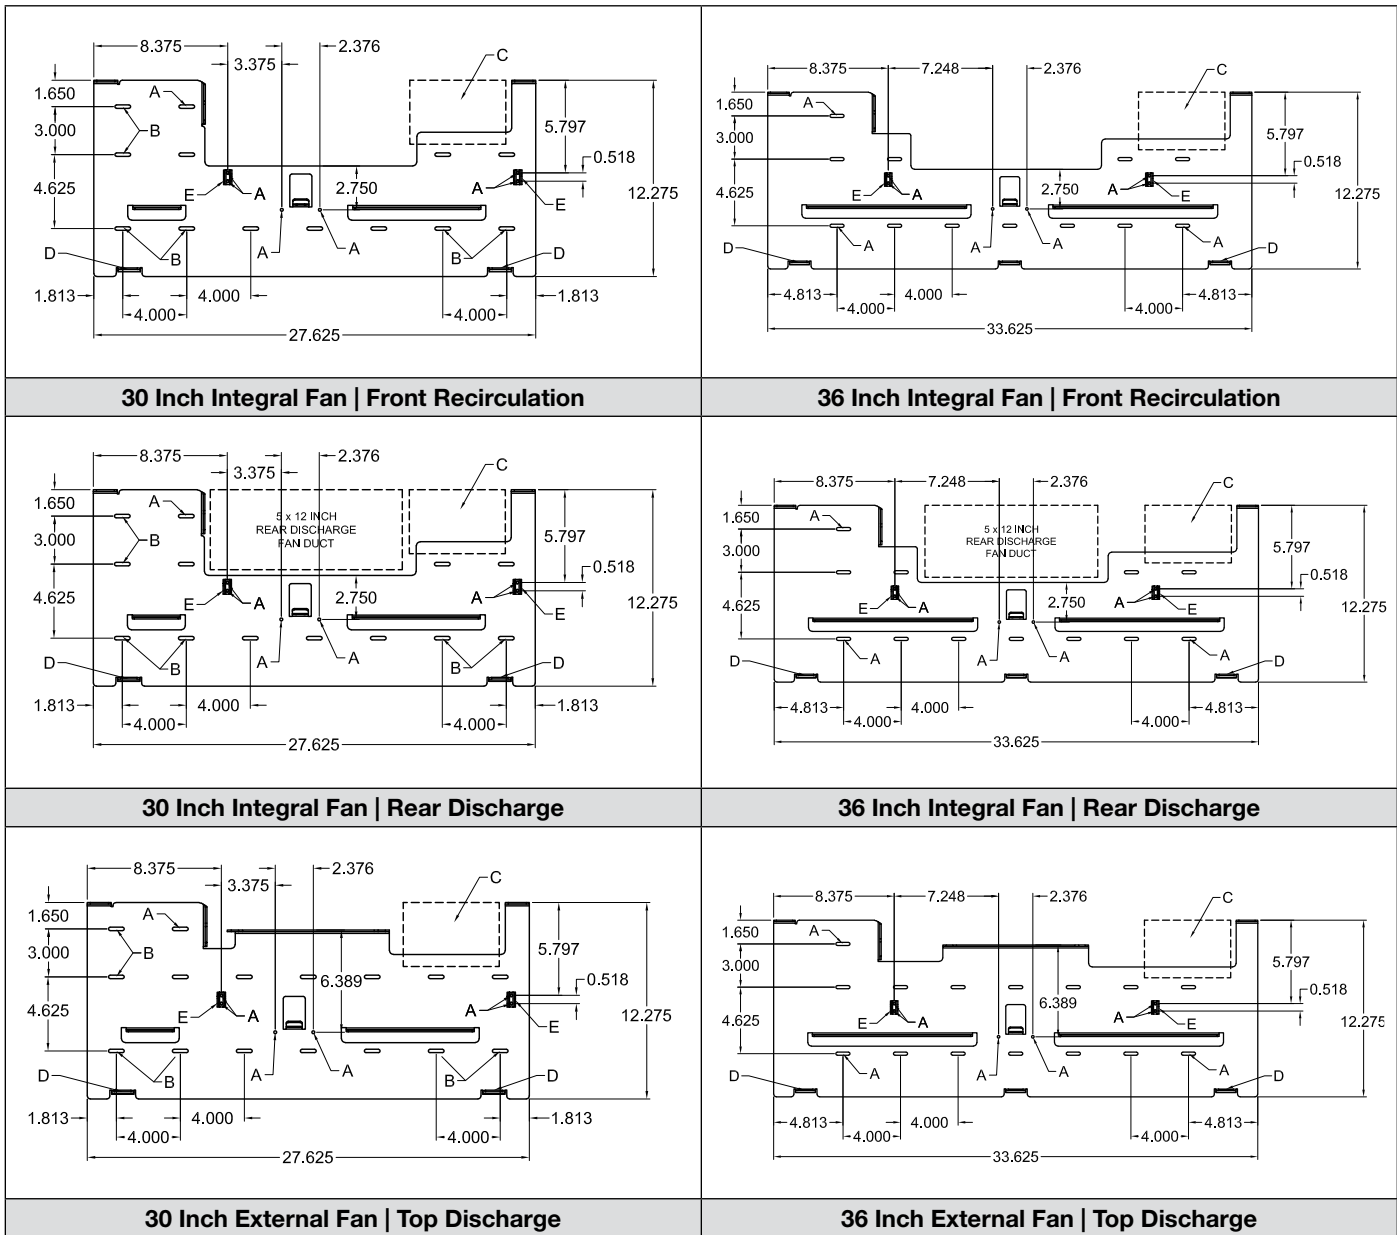 8.375
3.375
2.376
C
1.650
A
3.000
B
5.797
0.518
4.625
E
A
2.750
A
E
12.275
D
B
A
A
B
D
1.813
4.000
4.000
4.000
1.813
27.625
30 Inch Integral Fan | Front Recirculation
8.375
7.248
2.376
C
1.650
A
3.000
5.797
0.518
4.625
E
A
2.750
A
E
12.275
D
A
A
A
A
D
4.813
4.000
4.000
4.000
4.813
33.625
36 Inch Integral Fan | Front Recirculation
8.375
3.375
2.376
C
1.650
A
3.000
B
5 x 12 INCH
REAR DISCHARGE
FAN DUCT
5.797
0.518
4.625
E
A
2.750
A
E
12.275
D
B
A
A
B
D
1.813
4.000
4.000
4.000
1.813
27.625
30 Inch Integral Fan | Rear Discharge
8.375
7.248
2.376
C
1.650
A
3.000
5 x 12 INCH
REAR DISCHARGE
FAN DUCT
5.797
0.518
4.625
E
A
2.750
A
E
12.275
D
A
A
A
A
D
4.813
4.000
4.000
4.000
4.813
33.625
36 Inch Integral Fan | Rear Discharge
8.375
3.375
2.376
C
1.650
A
3.000
B
5.797
6.389
0.518
4.625
E
A
A
E
12.275
D
B
A
A
B
D
1.813
4.000
4.000
4.000
1.813
27.625
30 Inch External Fan | Top Discharge
8.375
7.248
2.376
C
1.650
A
3.000
5.797
0.518
4.625
E
A
6.389
A
E
12.275
D
A
A
A
A
D
4.813
4.000
4.000
4.000
4.813
33.625
36 Inch External Fan | Top Discharge